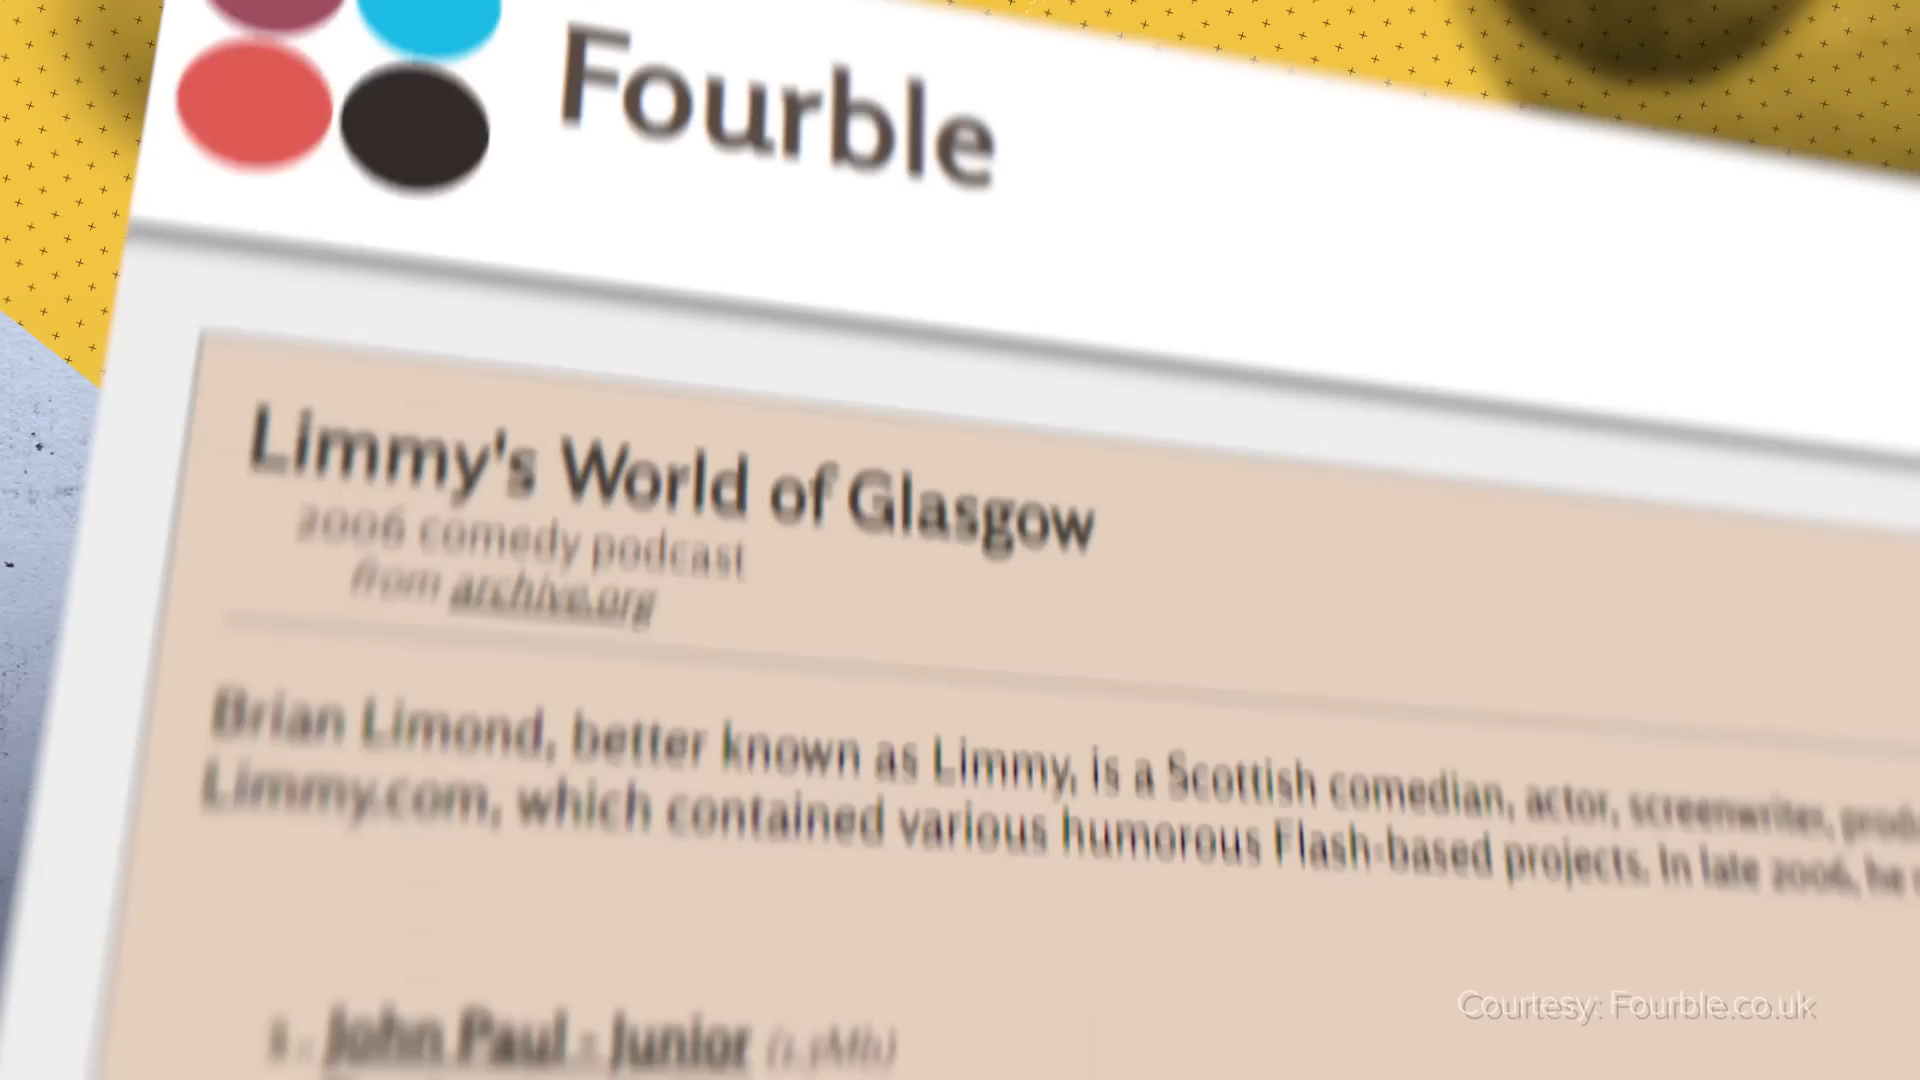 Fourble
Limmy's World of Glasgow
2006 comedy podcast
from archive.org
Brian Limond, better known as Limmy, is a Scottish comedian, actor, screenwriter,
Limmy.com, which contained various humorous Flash-based projects. In late 2006, he
1. John Paul - Junior
Courtesy: Fourble.co.uk